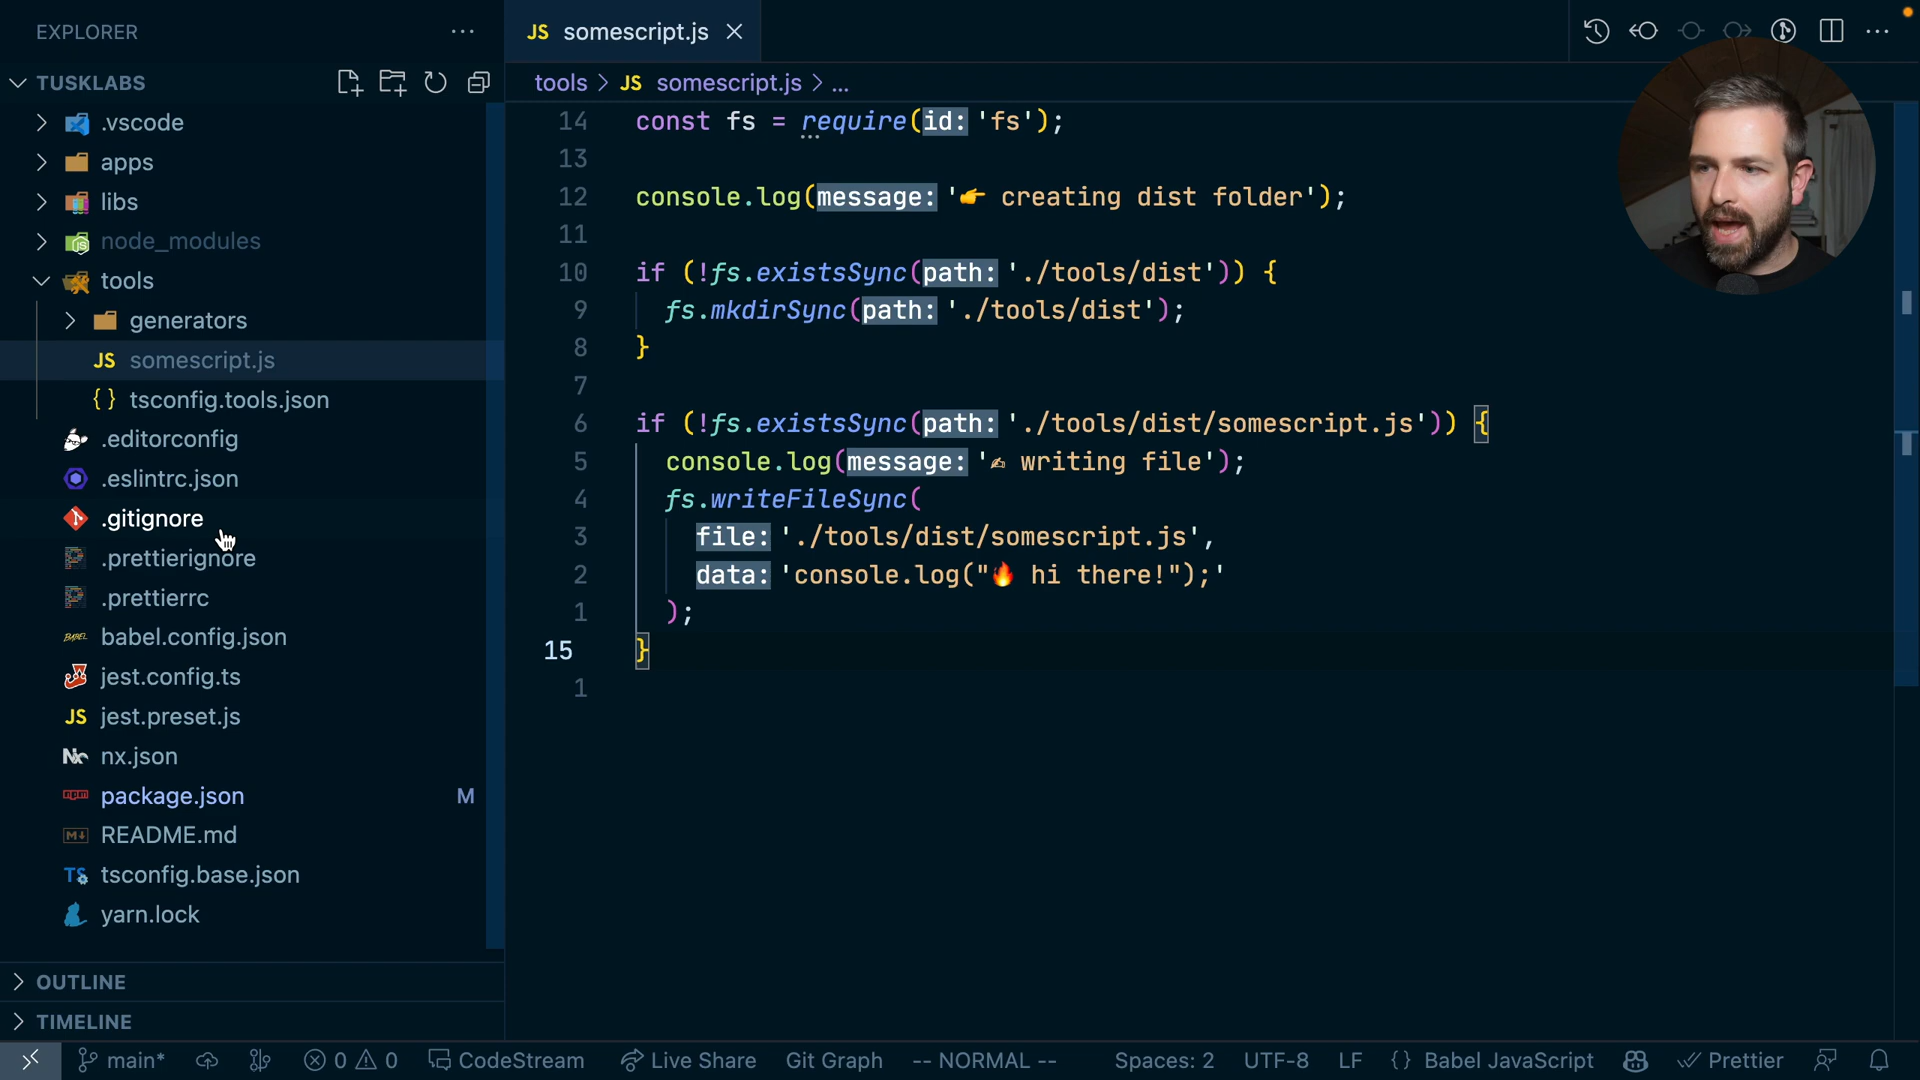 EXPLORER
JS somescript.js
TUSKLABS
tools > JS somescript.js > ...
.vscode
apps
libs
node_modules
tools
generators
JS somescript.js
{ } tsconfig.tools.json
.editorconfig
.eslintrc.json
.gitignore
.prettierignore
.prettierrc
BABEL babel.config.json
jest.config.ts
JS jest.preset.js
nx.json
npm package.json M
M↓ README.md
TS tsconfig.base.json
yarn.lock
OUTLINE
TIMELINE
14 const fs = require(id: 'fs');
13
12 console.log(message: '👉 creating dist folder');
11
10 if (!fs.existsSync(path: './tools/dist')) {
9 fs.mkdirSync(path: './tools/dist');
8 }
7
6 if (!fs.existsSync(path: './tools/dist/somescript.js')) {
5 console.log(message: '✍ writing file');
4 fs.writeFileSync(
3 file: './tools/dist/somescript.js',
2 data: 'console.log("🔥 hi there!");'
1 );
15 }
1
main* 0 0 CodeStream Live Share Git Graph -- NORMAL -- Spaces: 2 UTF-8 LF { } Babel JavaScript Prettier